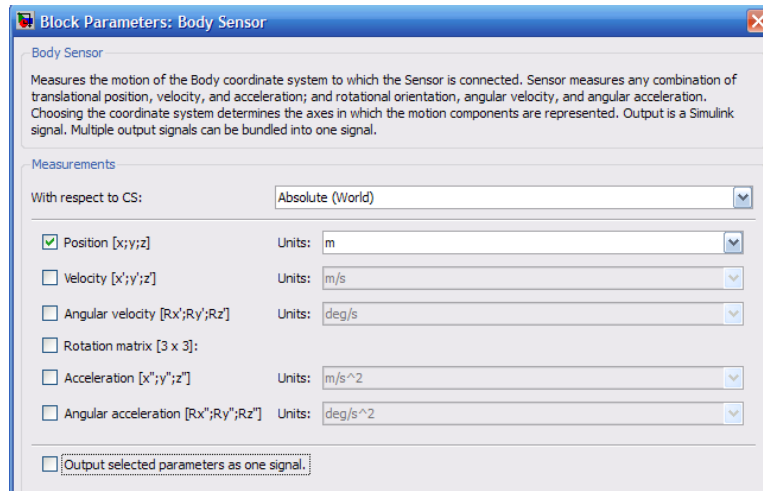 Block Parameters: Body Sensor
Body Sensor
Measures the motion of the Body coordinate system to which the Sensor is connected. Sensor measures any combination of
translational position, velocity, and acceleration; and rotational orientation, angular velocity, and angular acceleration.
Choosing the coordinate system determines the axes in which the motion components are represented. Output is a Simulink
signal. Multiple output signals can be bundled into one signal.
Measurements
With respect to CS: Absolute (World)
Position [x;y;z] Units: m
Velocity [x';y';z'] Units: m/s
Angular velocity [Rx';Ry';Rz'] Units: deg/s
Rotation matrix [3 x 3]:
Acceleration [x";y";z"] Units: m/s^2
Angular acceleration [Rx";Ry";Rz"] Units: deg/s^2
Output selected parameters as one signal.